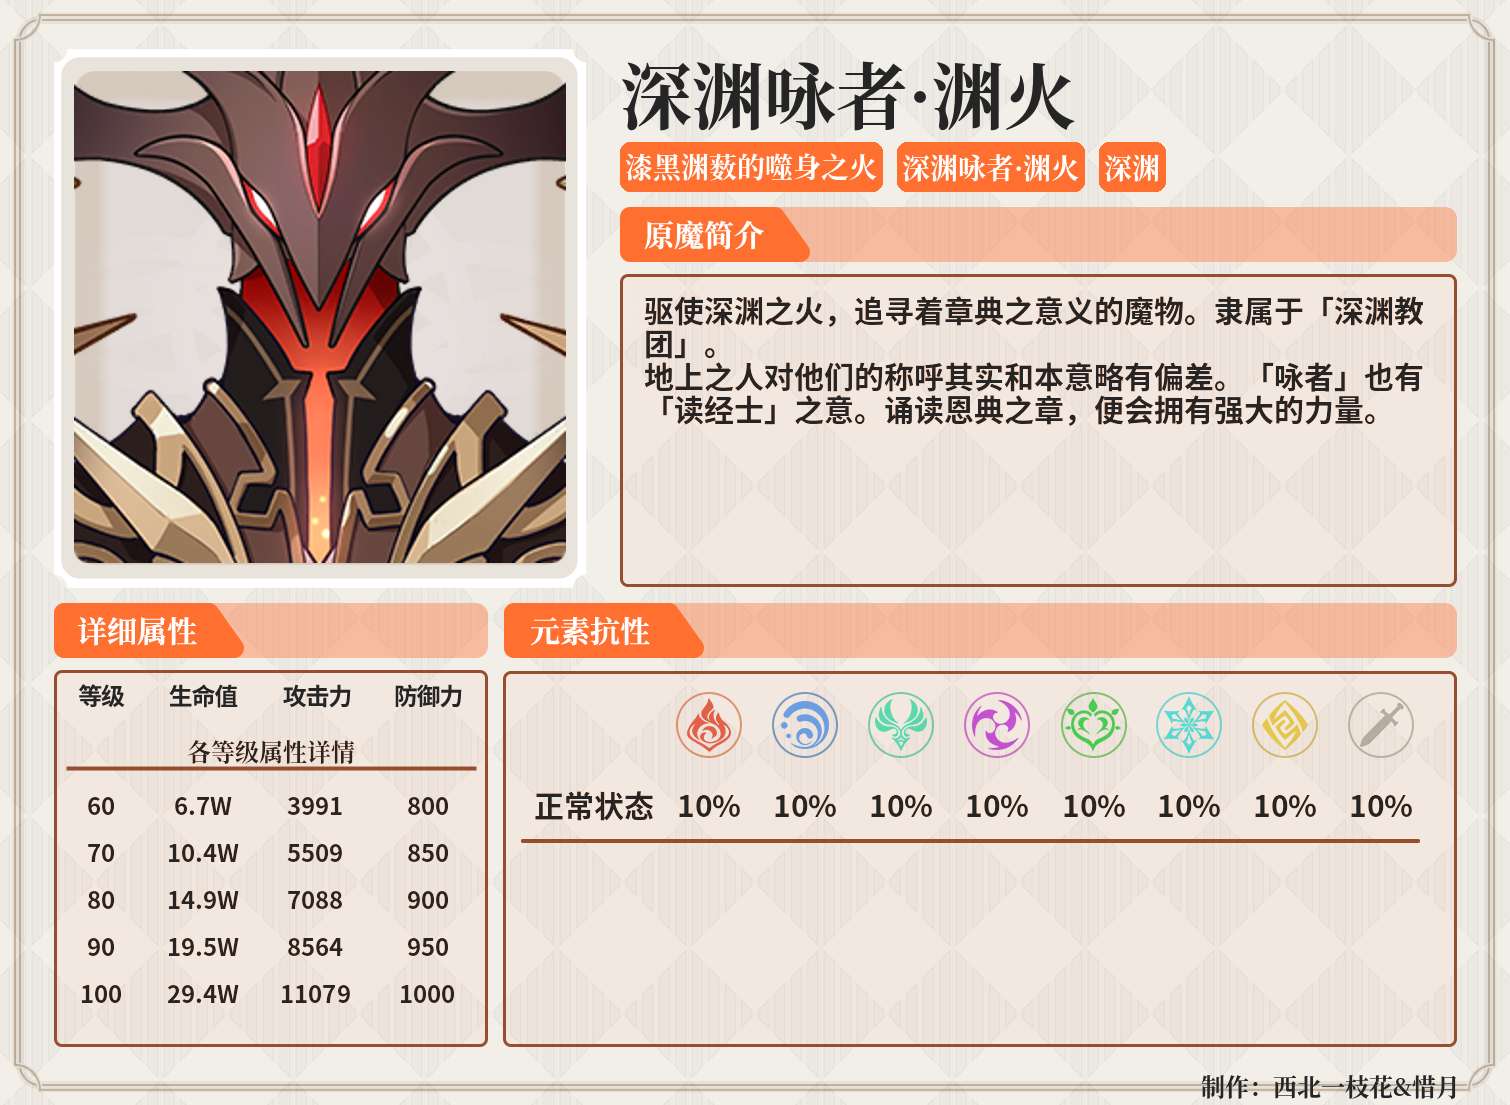 深渊咏者·渊火
漆黑渊薮的噬身之火 深渊咏者·渊火 深渊
原魔简介
驱使深渊之火，追寻着章典之意义的魔物。隶属于「深渊教
团」。
地上之人对他们的称呼其实和本意略有偏差。「咏者」也有
「读经士」之意。诵读恩典之章，便会拥有强大的力量。
详细属性
等级 生命值 攻击力 防御力
各等级属性详情
60 6.7W 3991 800
70 10.4W 5509 850
80 14.9W 7088 900
90 19.5W 8564 950
100 29.4W 11079 1000
元素抗性
正常状态 10% 10% 10% 10% 10% 10% 10% 10%
制作：西北一枝花&惜月